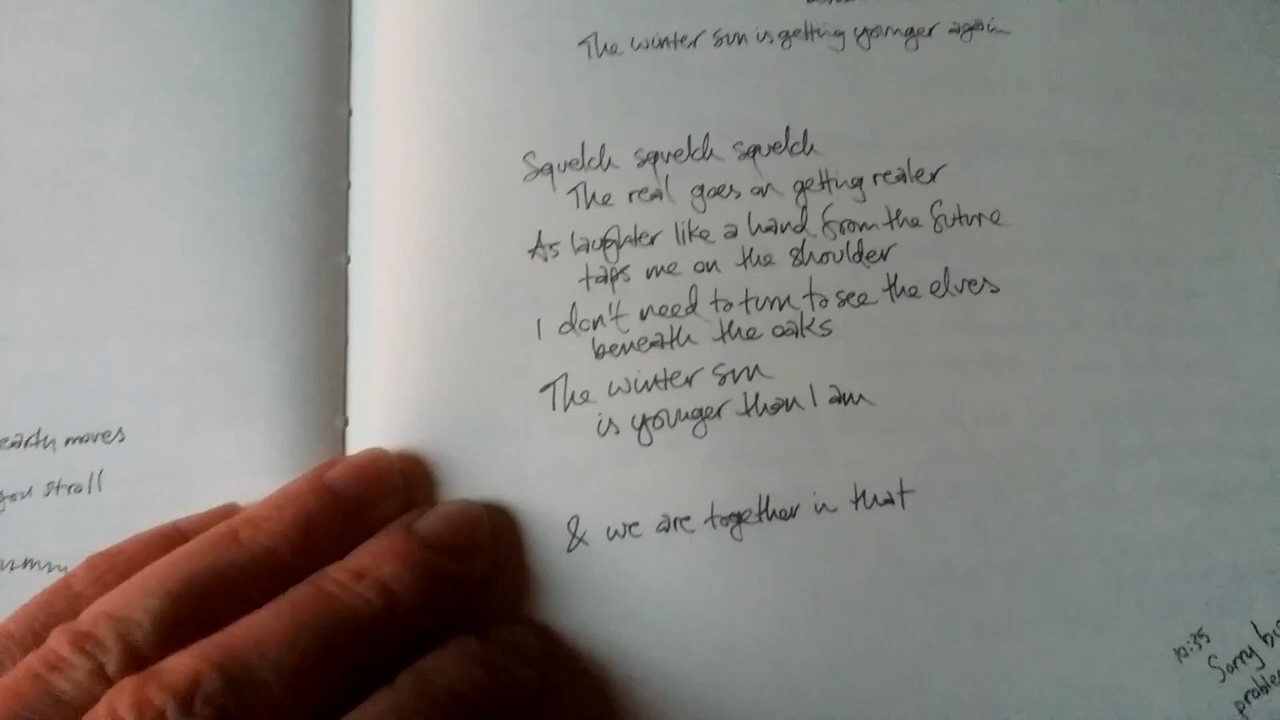 The winter sun is getting younger again
Squelch squelch squelch
The real goes on getting realer
As laughter like a hand from the future
taps me on the shoulder
I don't need to turn to see the elves
beneath the oaks
The winter sun
is younger than I am
& we are together in that
earth moves
you stroll
10:35
Sorry